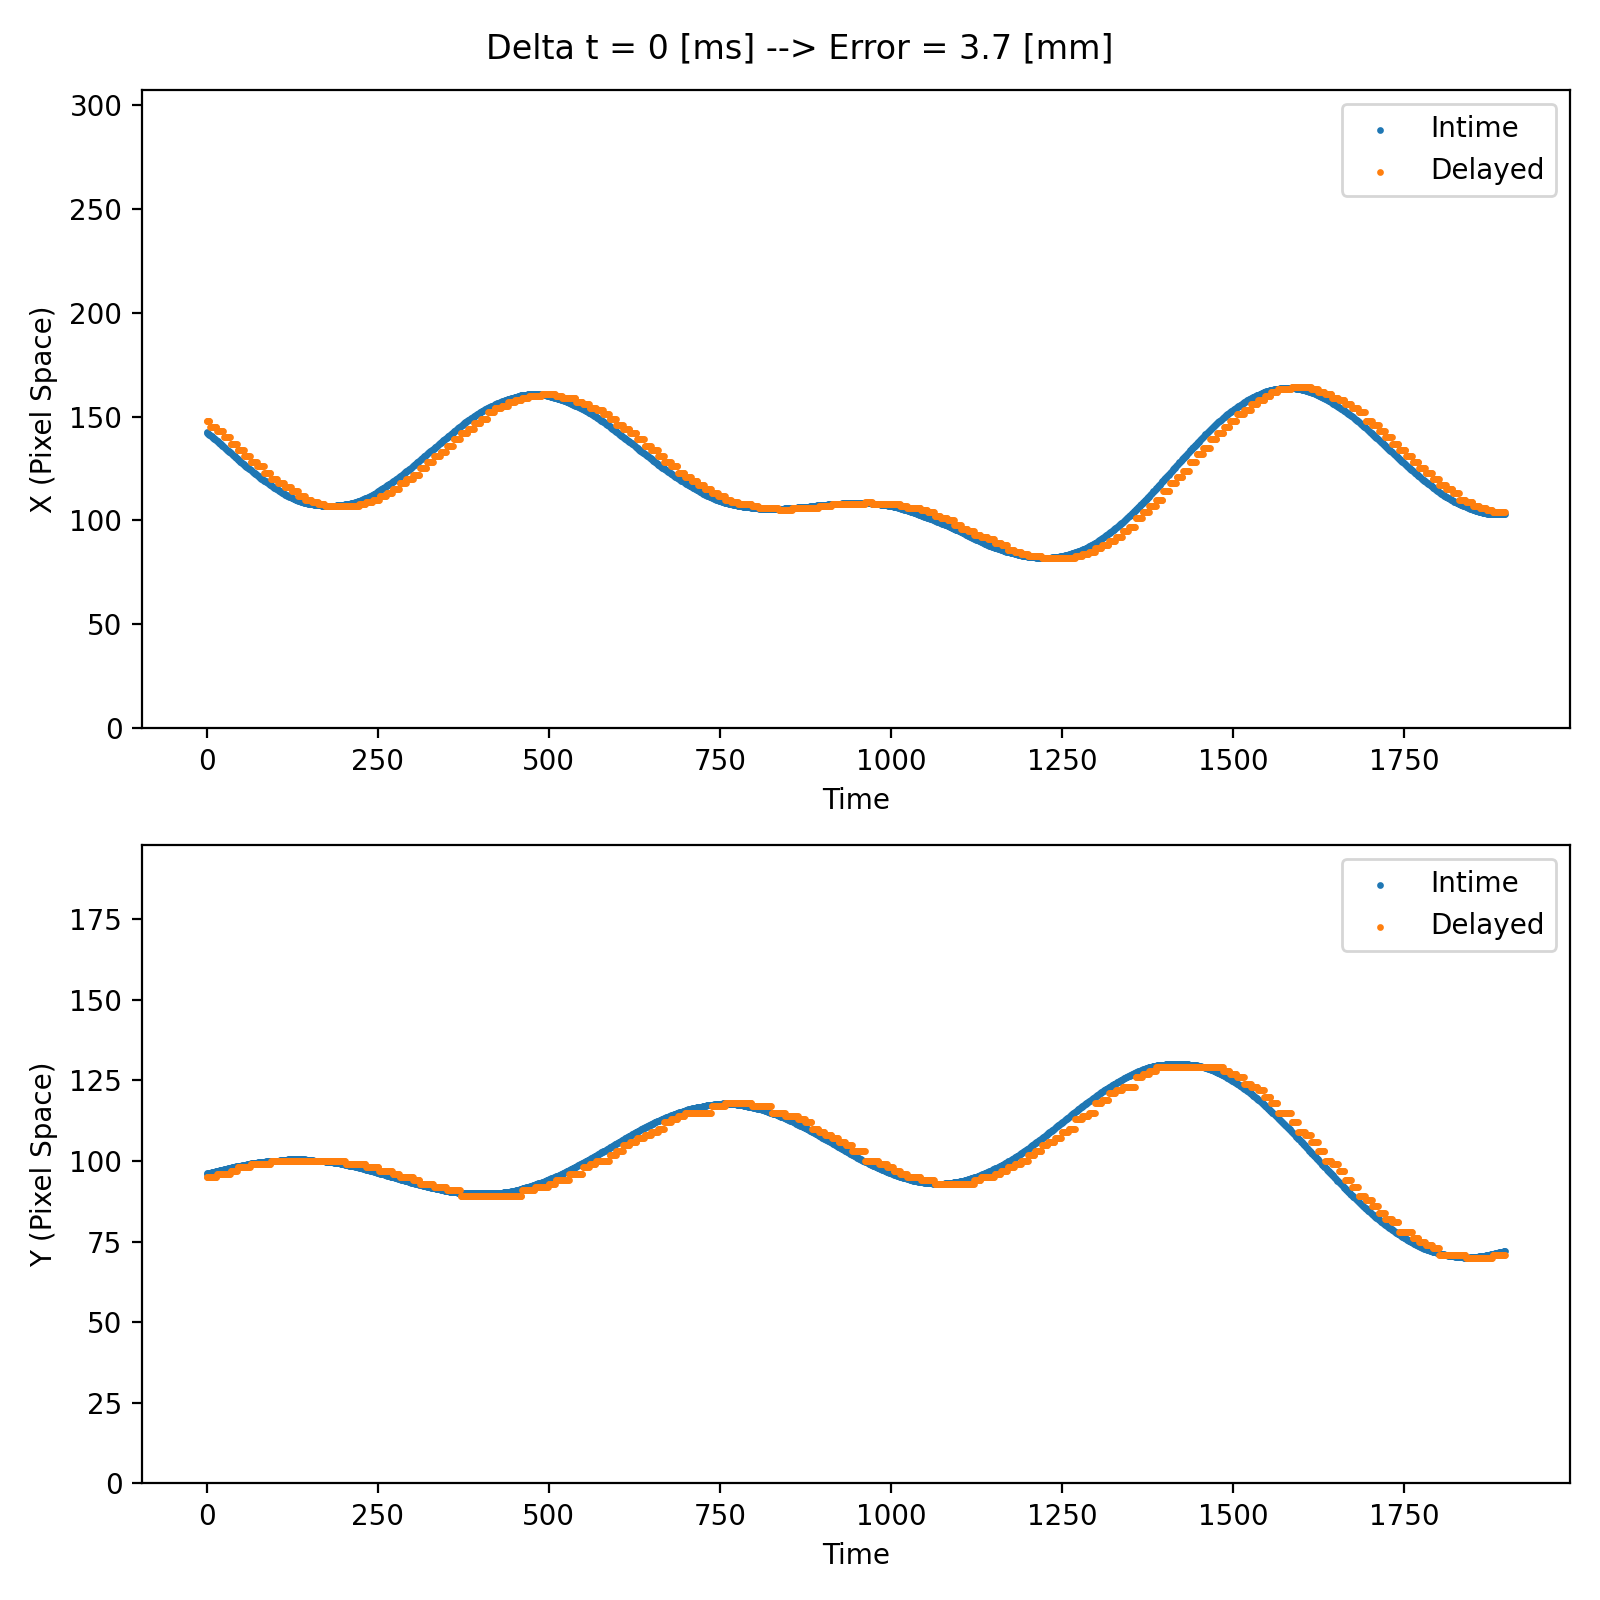 Delta t = 0 [ms] --> Error = 3.7 [mm]
300
250
200
150
100
50
0
X (Pixel Space)
Intime
Delayed
0 250 500 750 1000 1250 1500 1750
Time
175
150
125
100
75
50
25
0
Y (Pixel Space)
Intime
Delayed
0 250 500 750 1000 1250 1500 1750
Time